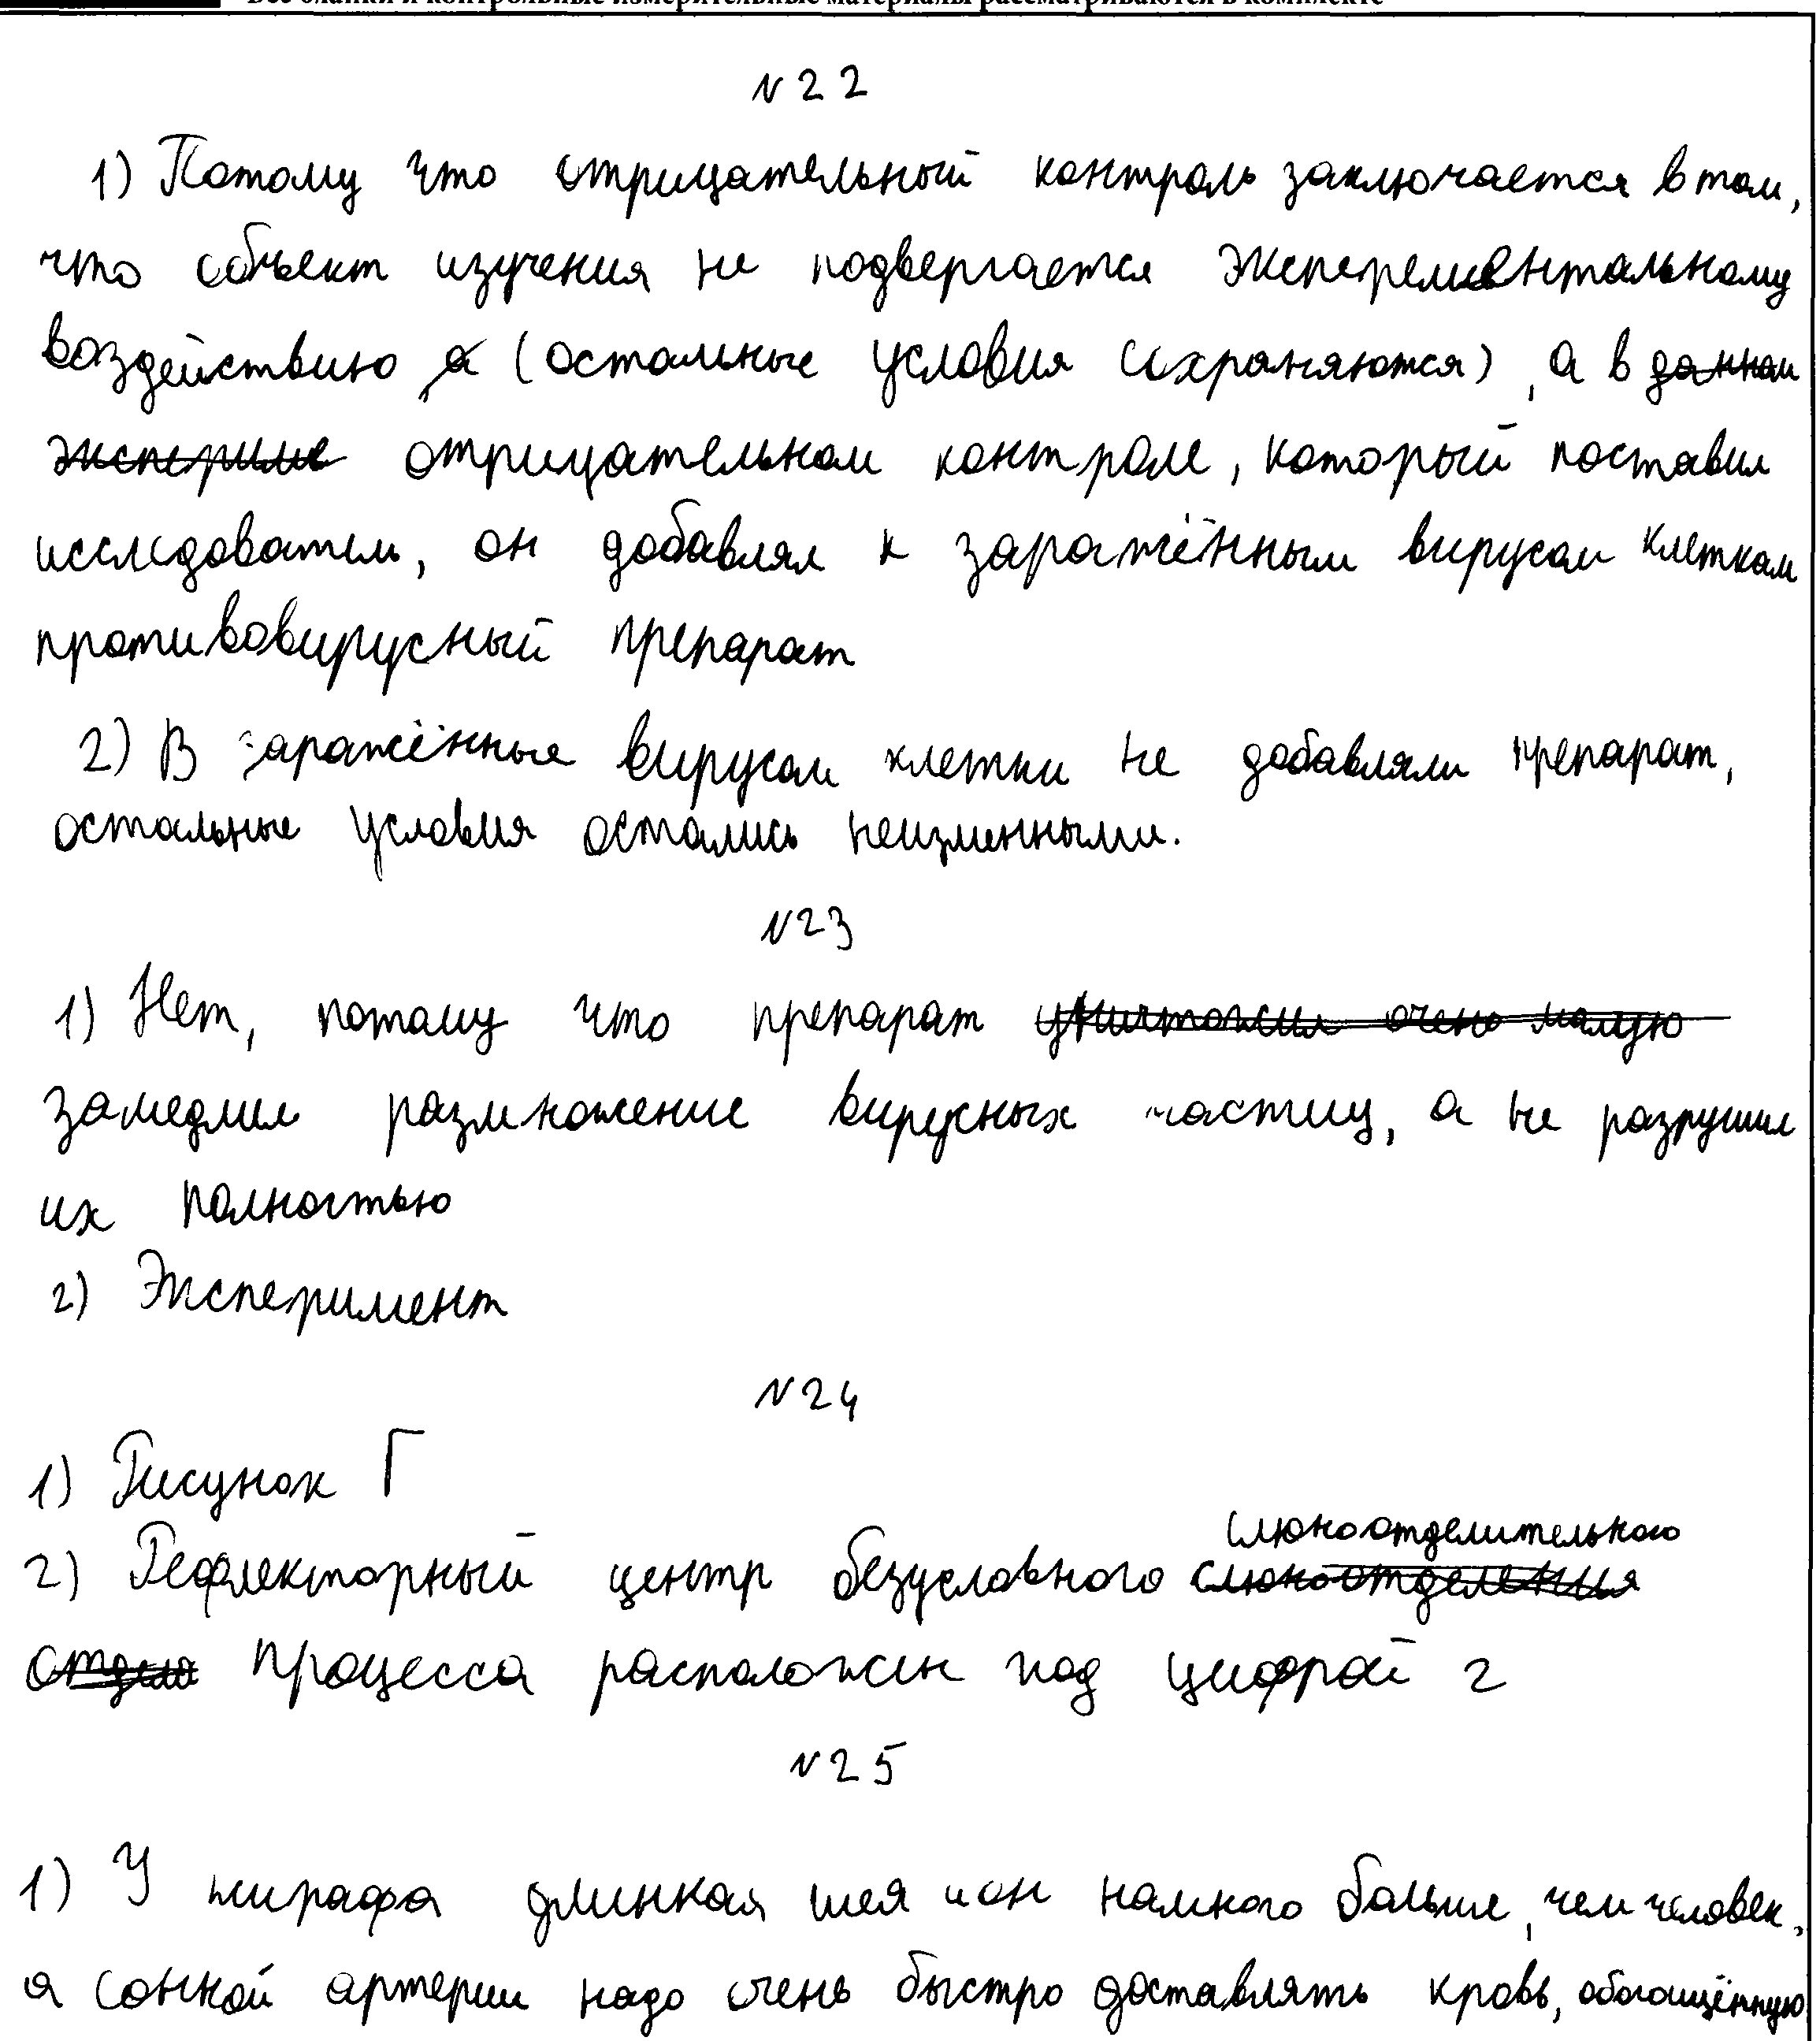 Все бланки и контрольные измерительные материалы рассматриваются в комплекте
№22
1) Потому что отрицательный контроль заключается в том,
что объект изучения не подвергается эксперементальному
воздействию а (остальные условия сохраняются), а в данном
эксперимен отрицательном контроле, который поставил
исследователь, он добавлял к заражённым вирусом клеткам
противовирусный препарат
2) В заражённые вирусом клетки не добавляли препарат,
остальные условия остались неизменными.
№23
1) Нет, потому что препарат уничтожил очень малую
замедлил размножение вирусных частиц, а не разрушил
их полностью
2) Эксперимент
№24
1) Рисунок Г
слюноотделительного
2) Рефлекторный центр безусловного слюноотделения
отдела процесса расположен под цифрой 2
№25
1) У жирафа длинная шея и он намного больше, чем человек,
а сонной артерии надо очень быстро доставлять кровь, обогащённую